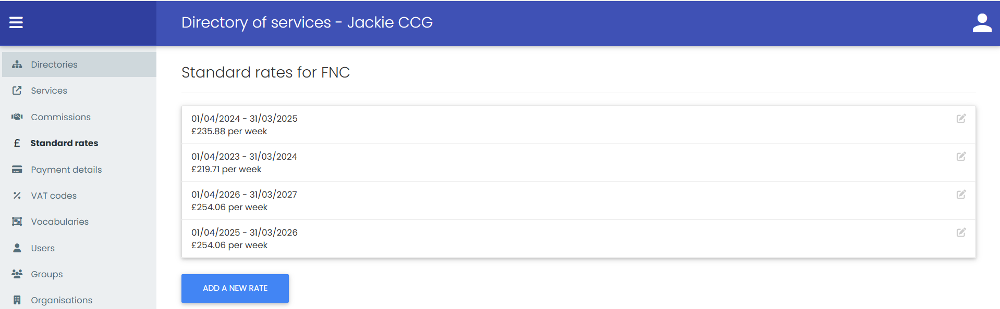 Directory of services - Jackie CCG
Directories
Services
Commissions
£ Standard rates
Payment details
VAT codes
Vocabularies
Users
Groups
Organisations
Standard rates for FNC
01/04/2024 - 31/03/2025
£235.88 per week
01/04/2023 - 31/03/2024
£219.71 per week
01/04/2026 - 31/03/2027
£254.06 per week
01/04/2025 - 31/03/2026
£254.06 per week
ADD A NEW RATE